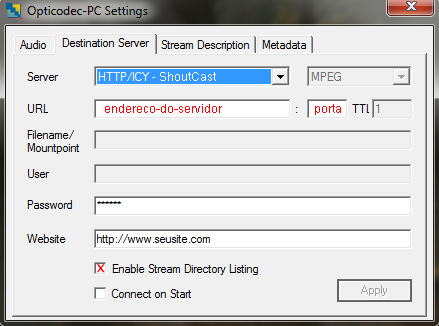 Opticodec-PC Settings
Audio Destination Server Stream Description Metadata
Server HTTP/ICY - ShoutCast MPEG
URL endereco-do-servidor : porta TTL 1
Filename/
Mountpoint
User
Password ******
Website http://www.seusite.com
X Enable Stream Directory Listing
Connect on Start
Apply